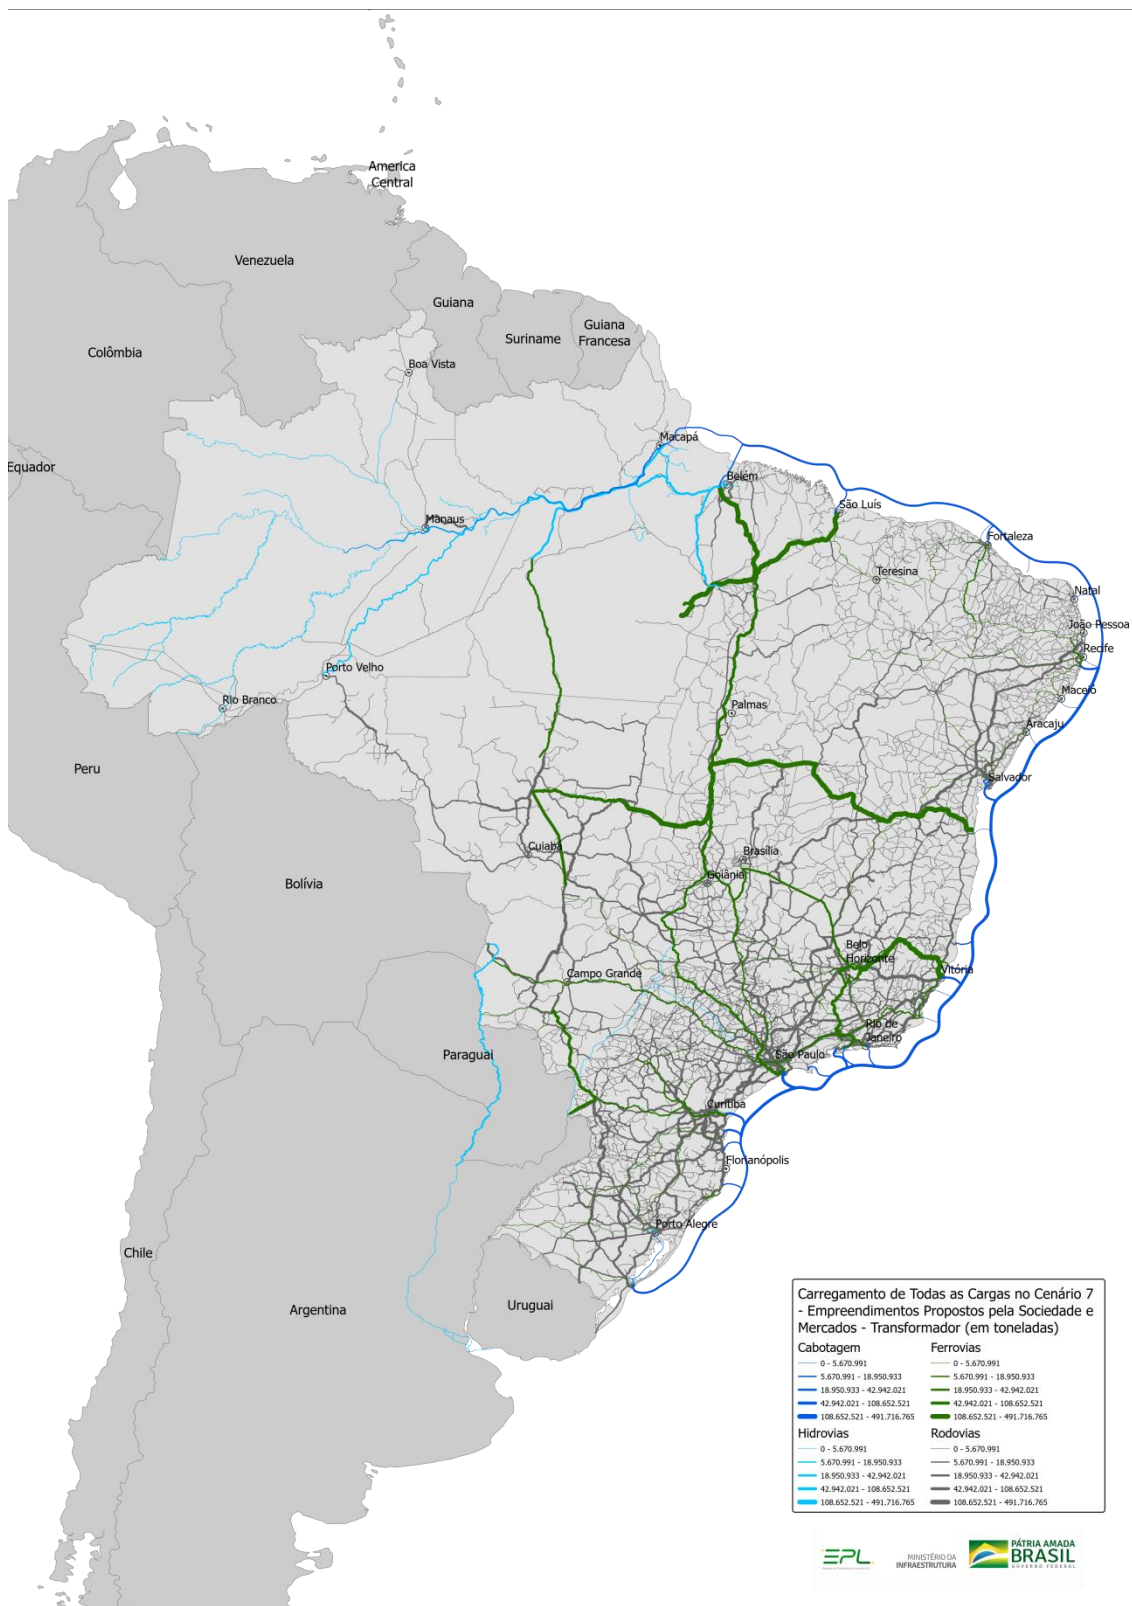 America
Central
Venezuela
Guiana
Suriname
Guiana
Francesa
Colômbia
Boa Vista
Macapá
Equador
Belém
São Luís
Manaus
Fortaleza
Teresina
Natal
João Pessoa
Recife
Porto Velho
Maceió
Rio Branco
Palmas
Aracaju
Peru
Salvador
Cuiabá
Brasília
Goiânia
Bolívia
Belo
Horizonte
Vitória
Campo Grande
Rio de
Janeiro
Paraguai
São Paulo
Curitiba
Florianópolis
Porto Alegre
Chile
Argentina
Uruguai
Carregamento de Todas as Cargas no Cenário 7
- Empreendimentos Propostos pela Sociedade e
Mercados - Transformador (em toneladas)
Cabotagem
0 - 5.670.991
5.670.991 - 18.950.933
18.950.933 - 42.942.021
42.942.021 - 108.652.521
108.652.521 - 491.716.765
Ferrovias
0 - 5.670.991
5.670.991 - 18.950.933
18.950.933 - 42.942.021
42.942.021 - 108.652.521
108.652.521 - 491.716.765
Hidrovias
0 - 5.670.991
5.670.991 - 18.950.933
18.950.933 - 42.942.021
42.942.021 - 108.652.521
108.652.521 - 491.716.765
Rodovias
0 - 5.670.991
5.670.991 - 18.950.933
18.950.933 - 42.942.021
42.942.021 - 108.652.521
108.652.521 - 491.716.765
EPL
MINISTÉRIO DA
INFRAESTRUTURA
PÁTRIA AMADA
BRASIL
GOVERNO FEDERAL